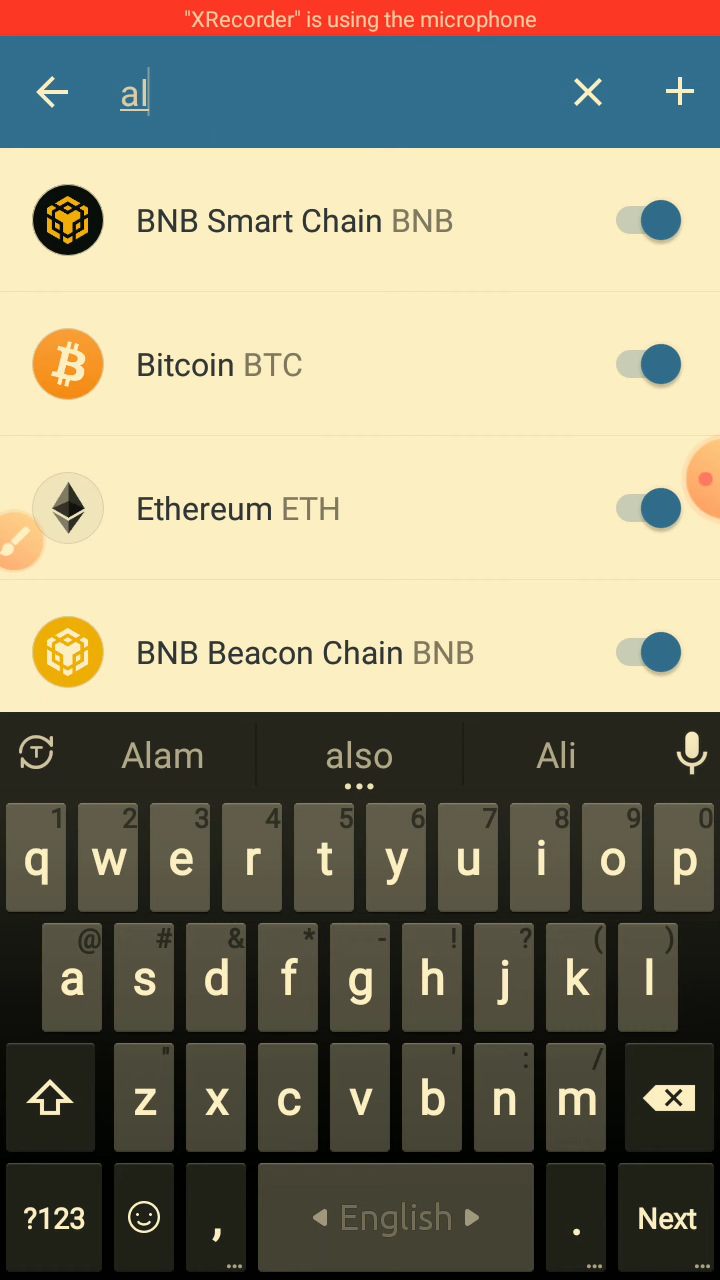 "XRecorder" is using the microphone
al
BNB Smart Chain BNB
Bitcoin BTC
Ethereum ETH
BNB Beacon Chain BNB
T
Alam also Ali
1 2 3 4 5 6 7 8 9 0
q w e r t y u i o p
@ # & * - ! ? ( )
a s d f g h j k l
" ' : /
z x c v b n m
?123 , English . Next